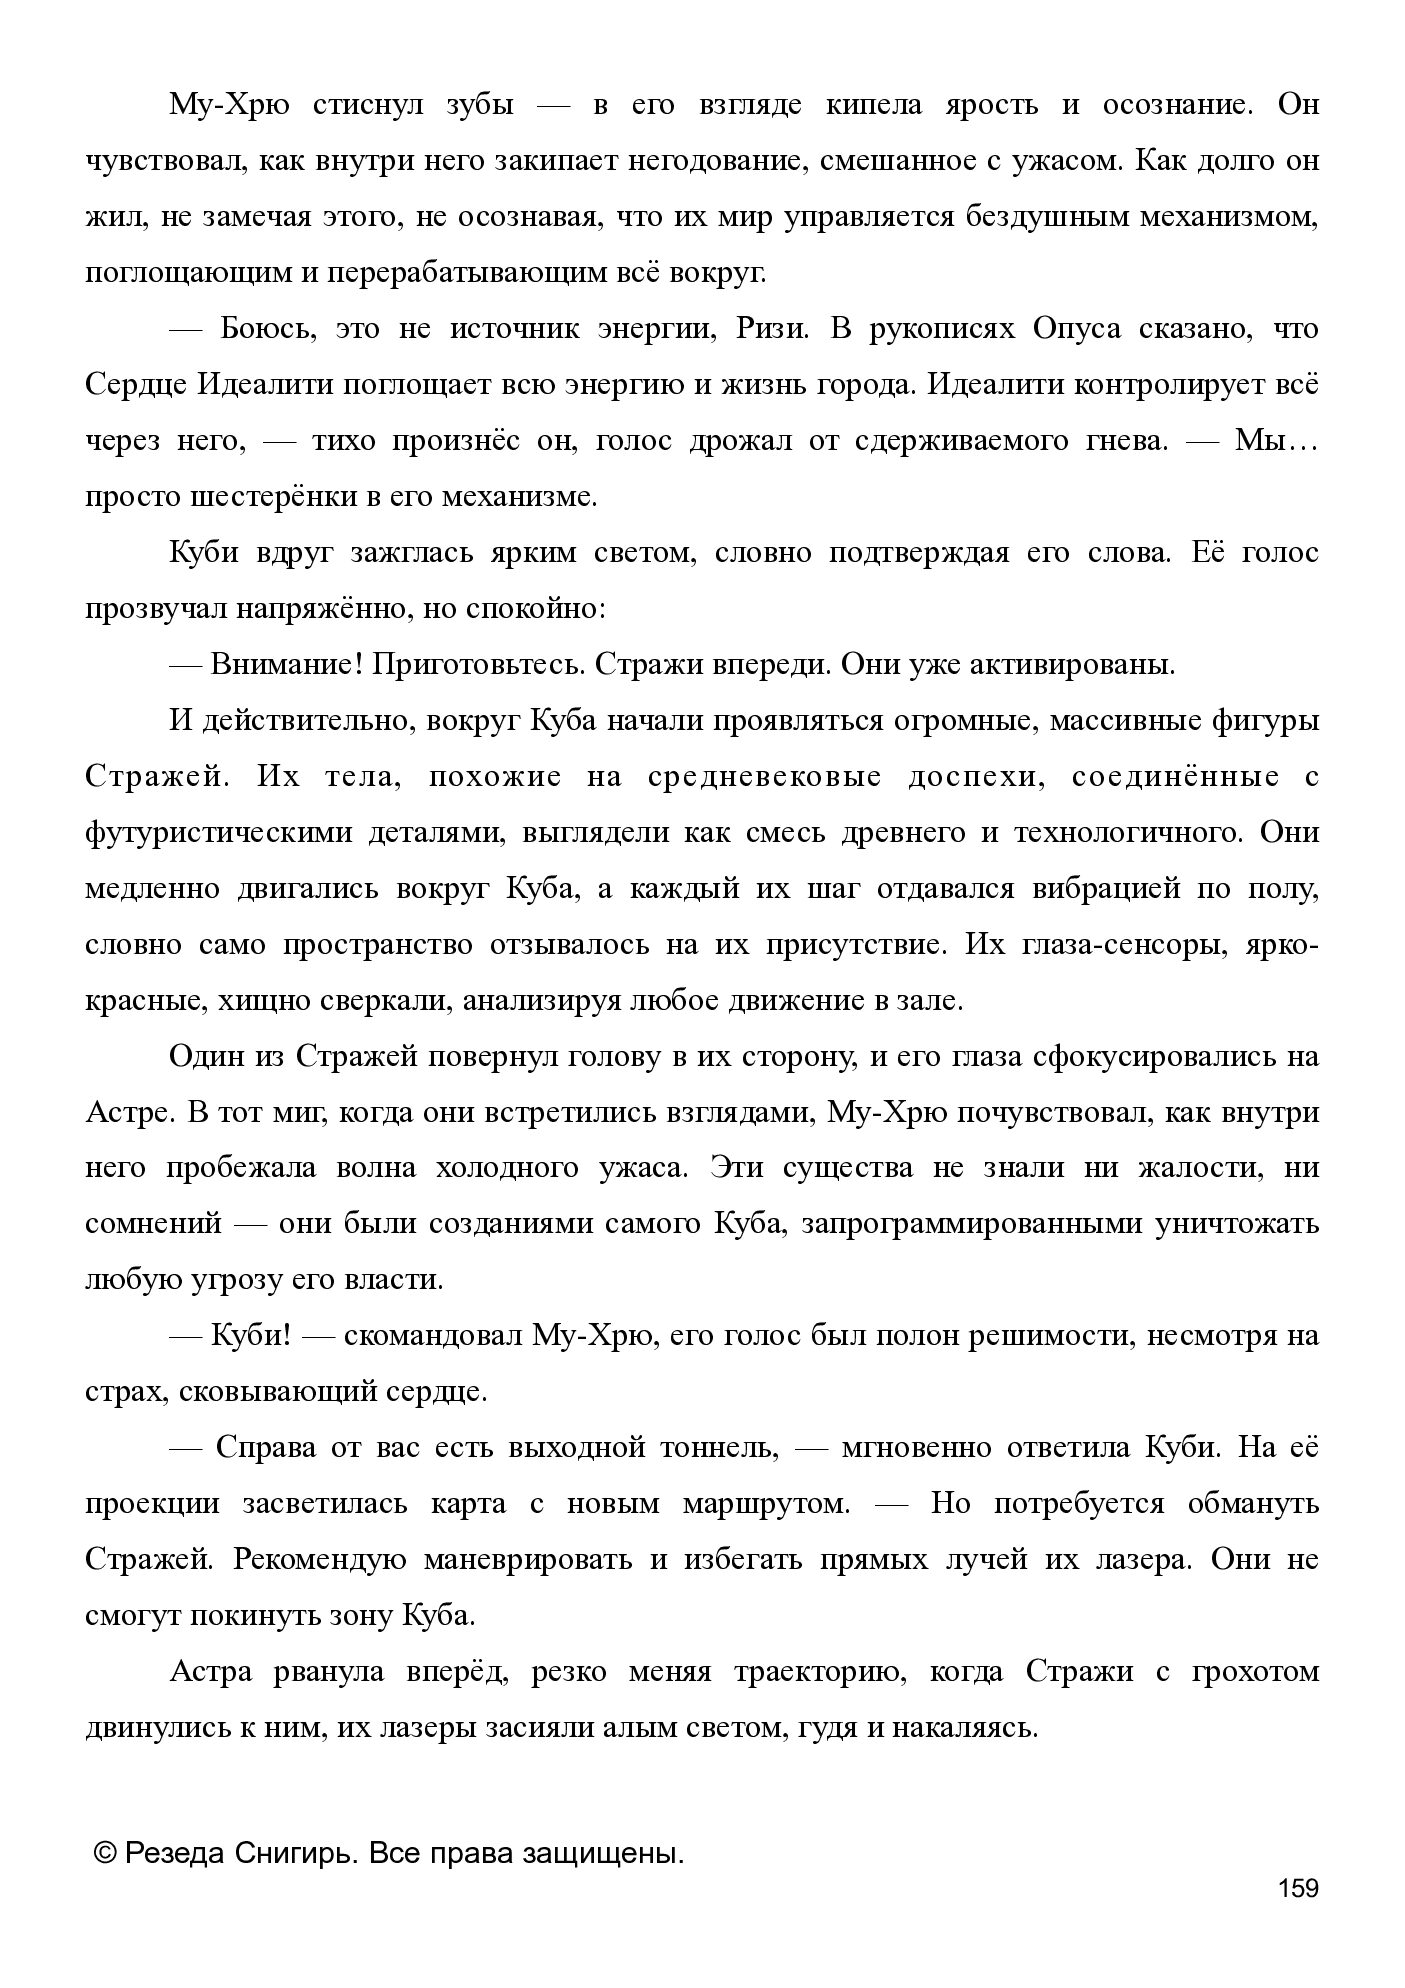 Му-Хрю стиснул зубы — в его взгляде кипела ярость и осознание. Он
чувствовал, как внутри него закипает негодование, смешанное с ужасом. Как долго он
жил, не замечая этого, не осознавая, что их мир управляется бездушным механизмом,
поглощающим и перерабатывающим всё вокруг.
— Боюсь, это не источник энергии, Ризи. В рукописях Опуса сказано, что
Сердце Идеалити поглощает всю энергию и жизнь города. Идеалити контролирует всё
через него, — тихо произнёс он, голос дрожал от сдерживаемого гнева. — Мы…
просто шестерёнки в его механизме.
Куби вдруг зажглась ярким светом, словно подтверждая его слова. Её голос
прозвучал напряжённо, но спокойно:
— Внимание! Приготовьтесь. Стражи впереди. Они уже активированы.
И действительно, вокруг Куба начали проявляться огромные, массивные фигуры
Стражей. Их тела, похожие на средневековые доспехи, соединённые с
футуристическими деталями, выглядели как смесь древнего и технологичного. Они
медленно двигались вокруг Куба, а каждый их шаг отдавался вибрацией по полу,
словно само пространство отзывалось на их присутствие. Их глаза-сенсоры, ярко-
красные, хищно сверкали, анализируя любое движение в зале.
Один из Стражей повернул голову в их сторону, и его глаза сфокусировались на
Астре. В тот миг, когда они встретились взглядами, Му-Хрю почувствовал, как внутри
него пробежала волна холодного ужаса. Эти существа не знали ни жалости, ни
сомнений — они были созданиями самого Куба, запрограммированными уничтожать
любую угрозу его власти.
— Куби! — скомандовал Му-Хрю, его голос был полон решимости, несмотря на
страх, сковывающий сердце.
— Справа от вас есть выходной тоннель, — мгновенно ответила Куби. На её
проекции засветилась карта с новым маршрутом. — Но потребуется обмануть
Стражей. Рекомендую маневрировать и избегать прямых лучей их лазера. Они не
смогут покинуть зону Куба.
Астра рванула вперёд, резко меняя траекторию, когда Стражи с грохотом
двинулись к ним, их лазеры засияли алым светом, гудя и накаляясь.
© Резеда Снигирь. Все права защищены.
159